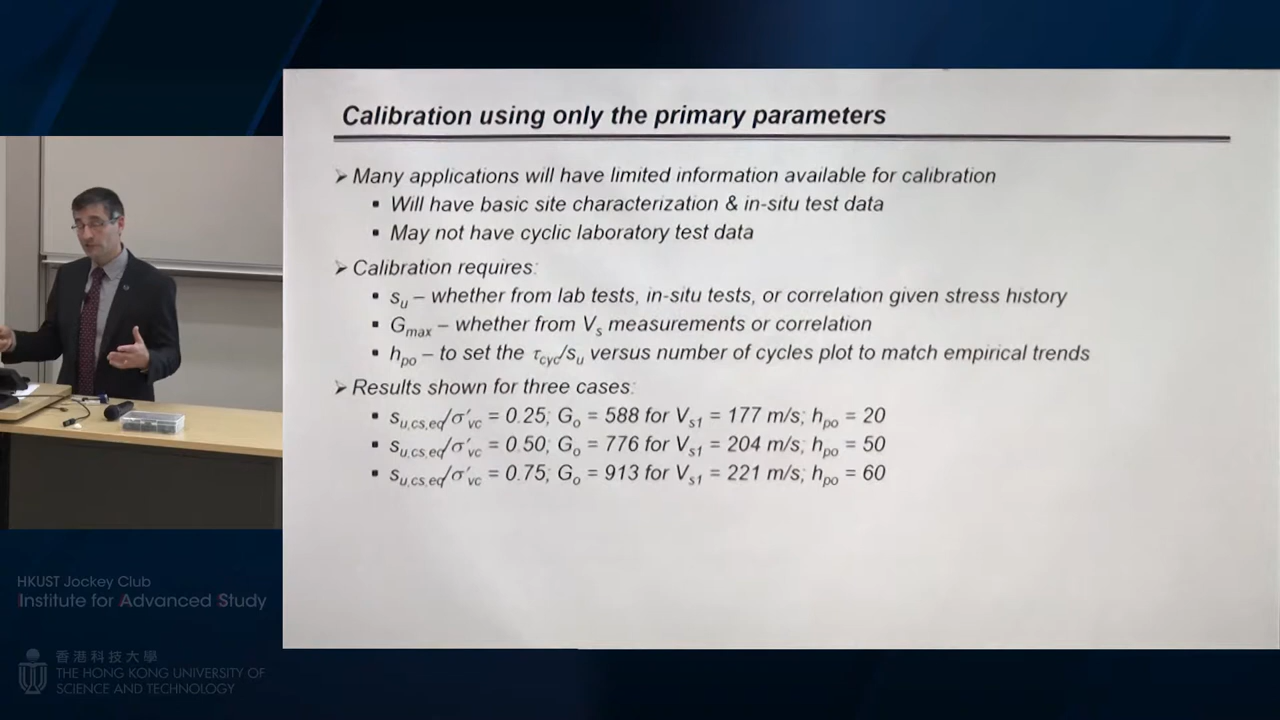 Calibration using only the primary parameters
➢ Many applications will have limited information available for calibration
▪ Will have basic site characterization & in-situ test data
▪ May not have cyclic laboratory test data
➢ Calibration requires:
▪ su – whether from lab tests, in-situ tests, or correlation given stress history
▪ Gmax – whether from Vs measurements or correlation
▪ hpo – to set the τcyc/su versus number of cycles plot to match empirical trends
➢ Results shown for three cases:
▪ su,cs,eq/σ'vc = 0.25; Go = 588 for Vs1 = 177 m/s; hpo = 20
▪ su,cs,eq/σ'vc = 0.50; Go = 776 for Vs1 = 204 m/s; hpo = 50
▪ su,cs,eq/σ'vc = 0.75; Go = 913 for Vs1 = 221 m/s; hpo = 60
HKUST Jockey Club
Institute for Advanced Study
香港科技大學
THE HONG KONG UNIVERSITY OF
SCIENCE AND TECHNOLOGY